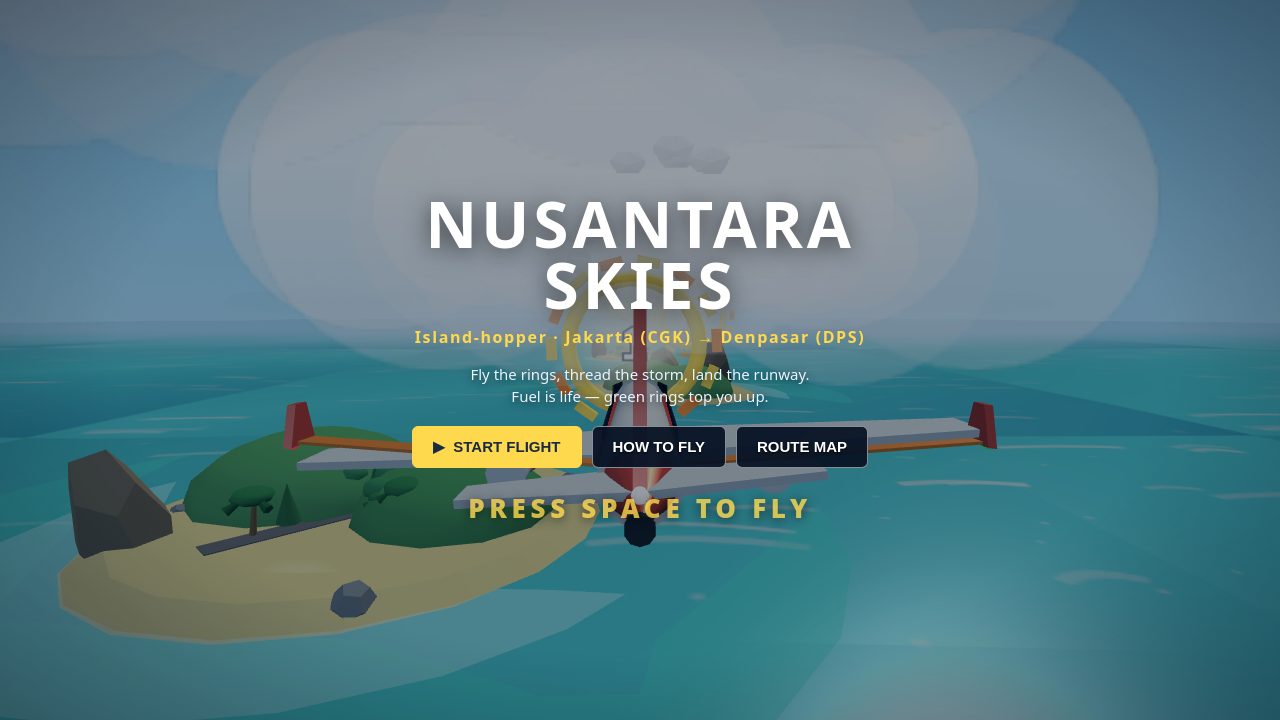 NUSANTARA
SKIES
Island-hopper · Jakarta (CGK) → Denpasar (DPS)
Fly the rings, thread the storm, land the runway.
Fuel is life — green rings top you up.
▶ START FLIGHT
HOW TO FLY
ROUTE MAP
PRESS SPACE TO FLY